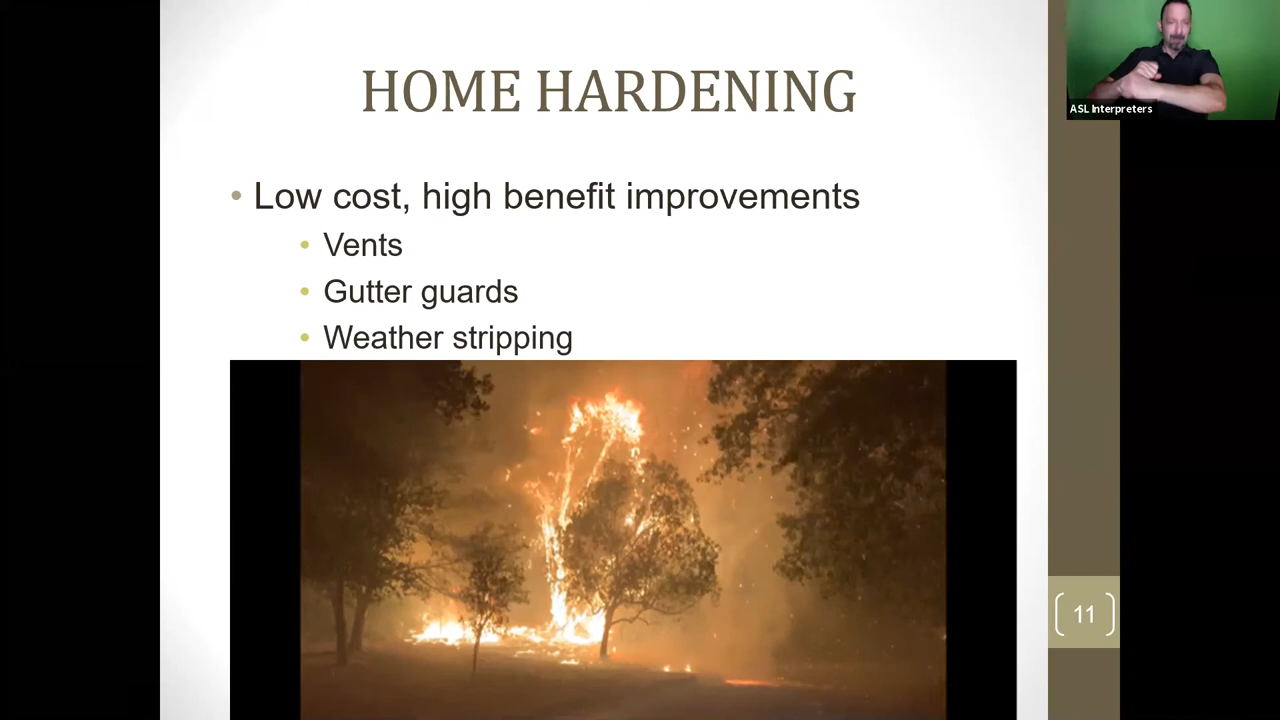 HOME HARDENING
ASL Interpreters
• Low cost, high benefit improvements
• Vents
• Gutter guards
• Weather stripping
11